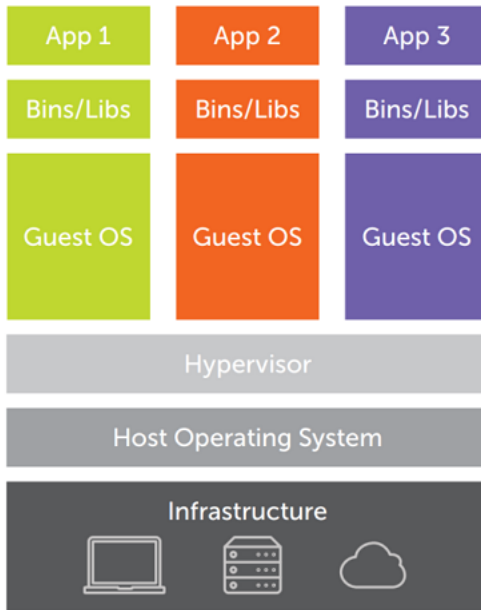 App 1 App 2 App 3
Bins/Libs Bins/Libs Bins/Libs
Guest OS Guest OS Guest OS
Hypervisor
Host Operating System
Infrastructure